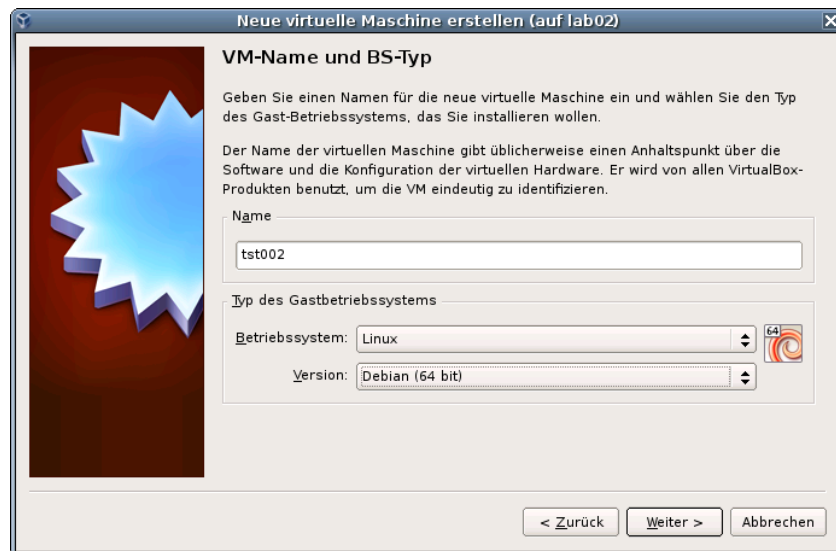 Neue virtuelle Maschine erstellen (auf lab02)
VM-Name und BS-Typ
Geben Sie einen Namen für die neue virtuelle Maschine ein und wählen Sie den Typ
des Gast-Betriebssystems, das Sie installieren wollen.
Der Name der virtuellen Maschine gibt üblicherweise einen Anhaltspunkt über die
Software und die Konfiguration der virtuellen Hardware. Er wird von allen VirtualBox-
Produkten benutzt, um die VM eindeutig zu identifizieren.
Name
tst002
Typ des Gastbetriebssystems
Betriebssystem: Linux
64
Version: Debian (64 bit)
< Zurück
Weiter >
Abbrechen